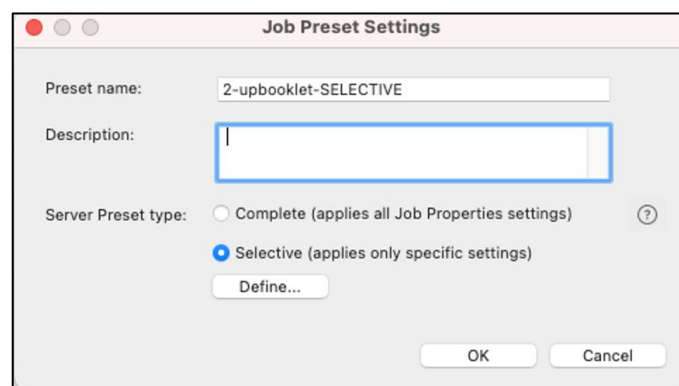 Job Preset Settings
Preset name: 2-upbooklet-SELECTIVE
Description:
Server Preset type: Complete (applies all Job Properties settings) ?
Selective (applies only specific settings)
Define...
OK Cancel